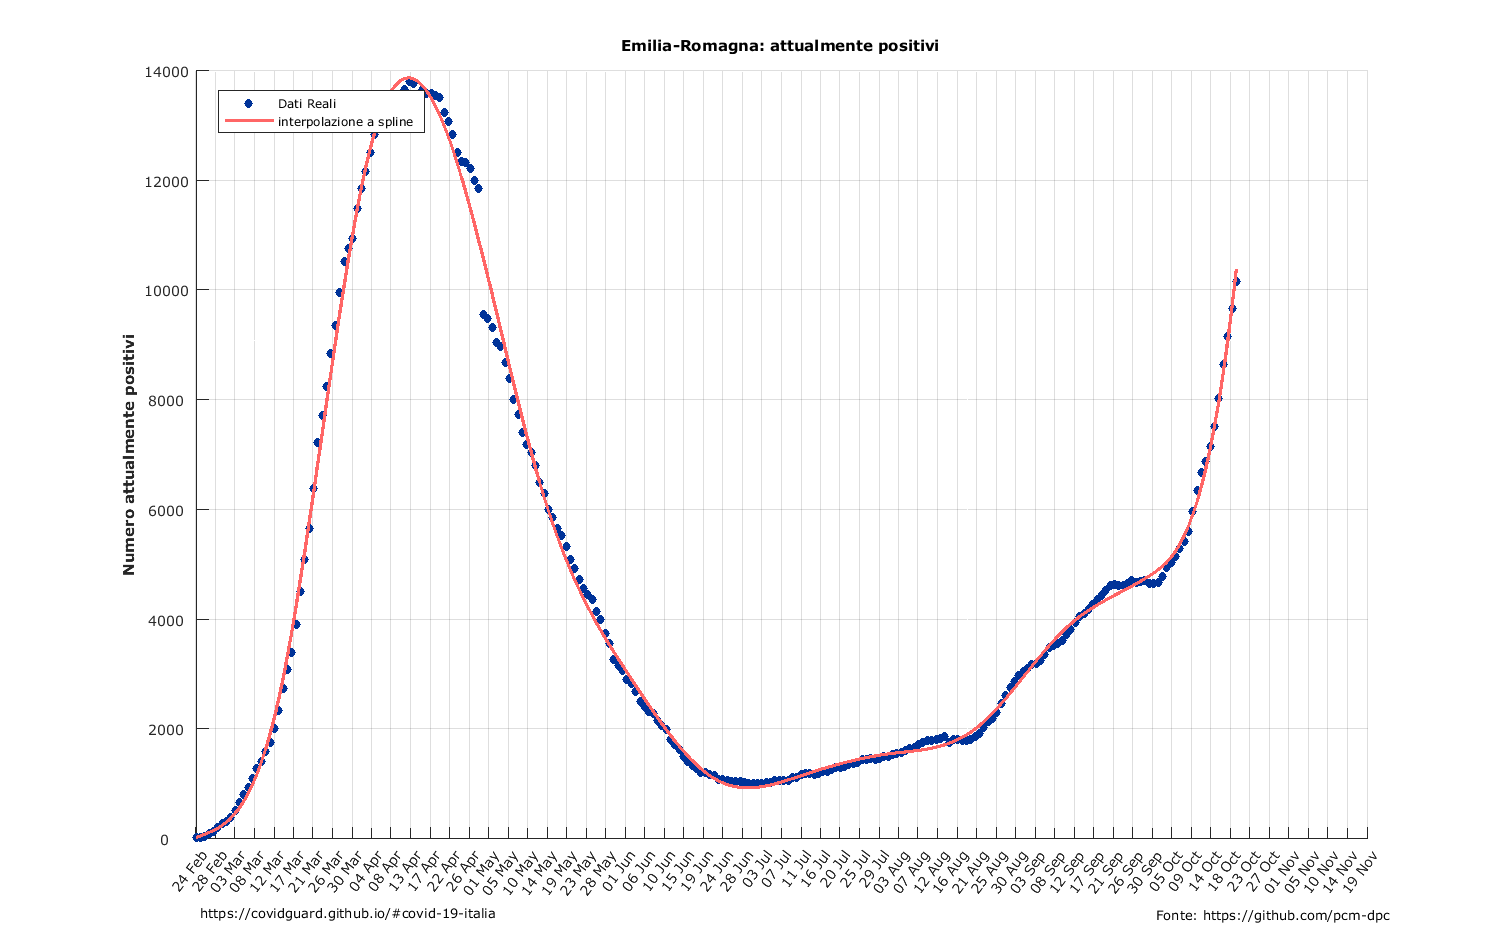 Emilia-Romagna: attualmente positivi
Dati Reali
interpolazione a spline
Numero attualmente positivi
14000
12000
10000
8000
6000
4000
2000
0
24 Feb
28 Feb
03 Mar
08 Mar
12 Mar
17 Mar
21 Mar
26 Mar
30 Mar
04 Apr
08 Apr
13 Apr
17 Apr
22 Apr
26 Apr
01 May
05 May
10 May
14 May
19 May
23 May
28 May
01 Jun
06 Jun
10 Jun
15 Jun
19 Jun
24 Jun
28 Jun
03 Jul
07 Jul
11 Jul
16 Jul
20 Jul
25 Jul
29 Jul
03 Aug
07 Aug
12 Aug
16 Aug
21 Aug
25 Aug
30 Aug
03 Sep
08 Sep
12 Sep
17 Sep
21 Sep
26 Sep
30 Sep
05 Oct
09 Oct
14 Oct
18 Oct
23 Oct
27 Oct
01 Nov
05 Nov
10 Nov
14 Nov
19 Nov
https://covidguard.github.io/#covid-19-italia
Fonte: https://github.com/pcm-dpc